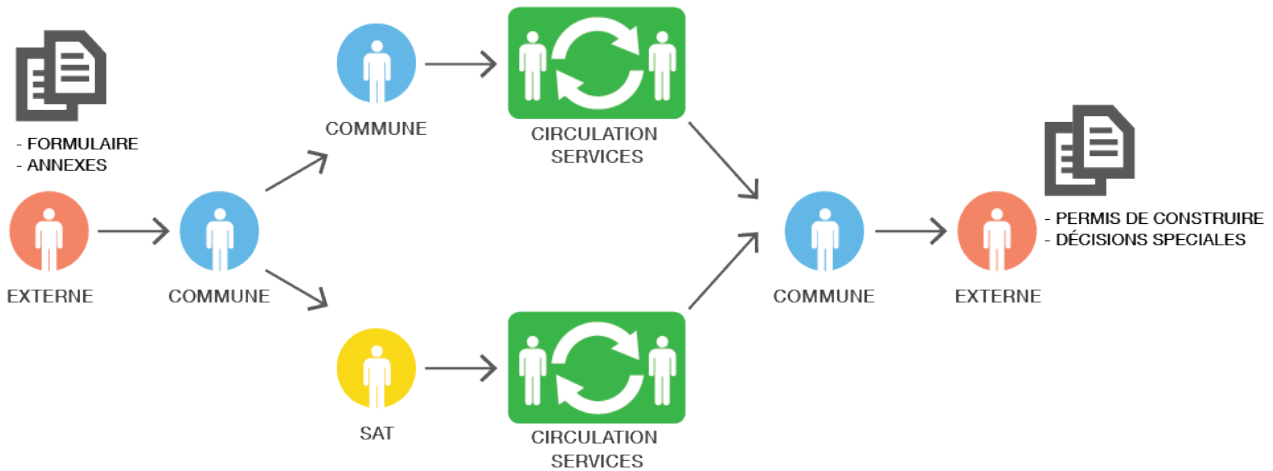 - FORMULAIRE
- ANNEXES
EXTERNE
COMMUNE
COMMUNE
CIRCULATION
SERVICES
SAT
CIRCULATION
SERVICES
COMMUNE
EXTERNE
- PERMIS DE CONSTRUIRE
- DÉCISIONS SPECIALES